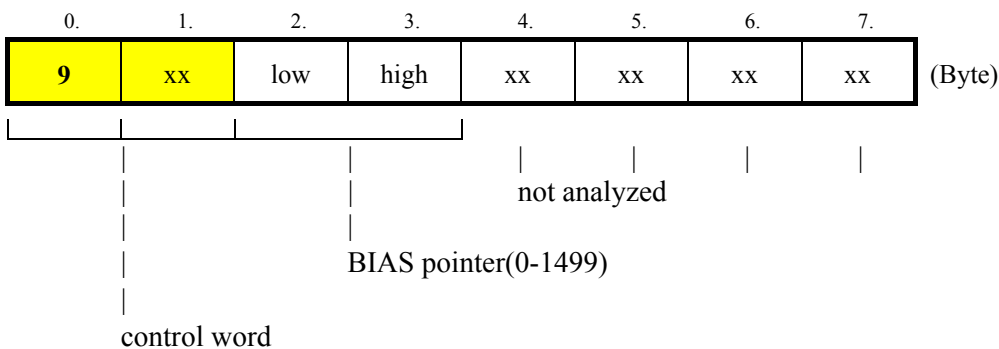 0. 1. 2. 3. 4. 5. 6. 7.
9 xx low high xx xx xx xx (Byte)
not analyzed
BIAS pointer(0-1499)
control word